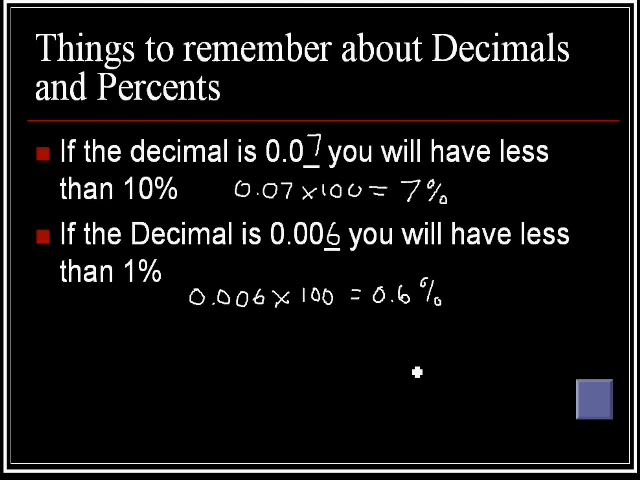 Things to remember about Decimals
and Percents
If the decimal is 0.07 you will have less
than 10% 0.07 x 100 = 7%
If the Decimal is 0.006 you will have less
than 1%
0.006 x 100 = 0.6%